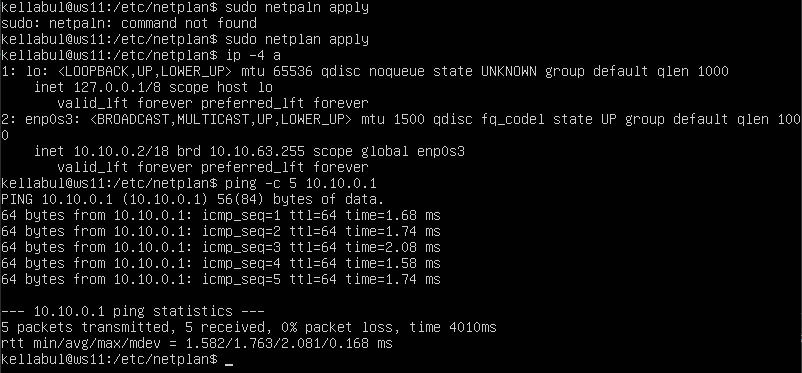 kellabul@ws11:/etc/netplan$ sudo netpaln apply
sudo: netpaln: command not found
kellabul@ws11:/etc/netplan$ sudo netplan apply
kellabul@ws11:/etc/netplan$ ip -4 a
1: lo: <LOOPBACK,UP,LOWER_UP> mtu 65536 qdisc noqueue state UNKNOWN group default qlen 1000
    inet 127.0.0.1/8 scope host lo
       valid_lft forever preferred_lft forever
2: enp0s3: <BROADCAST,MULTICAST,UP,LOWER_UP> mtu 1500 qdisc fq_codel state UP group default qlen 100
0
    inet 10.10.0.2/18 brd 10.10.63.255 scope global enp0s3
       valid_lft forever preferred_lft forever
kellabul@ws11:/etc/netplan$ ping -c 5 10.10.0.1
PING 10.10.0.1 (10.10.0.1) 56(84) bytes of data.
64 bytes from 10.10.0.1: icmp_seq=1 ttl=64 time=1.68 ms
64 bytes from 10.10.0.1: icmp_seq=2 ttl=64 time=1.74 ms
64 bytes from 10.10.0.1: icmp_seq=3 ttl=64 time=2.08 ms
64 bytes from 10.10.0.1: icmp_seq=4 ttl=64 time=1.58 ms
64 bytes from 10.10.0.1: icmp_seq=5 ttl=64 time=1.74 ms

--- 10.10.0.1 ping statistics ---
5 packets transmitted, 5 received, 0% packet loss, time 4010ms
rtt min/avg/max/mdev = 1.582/1.763/2.081/0.168 ms
kellabul@ws11:/etc/netplan$ _